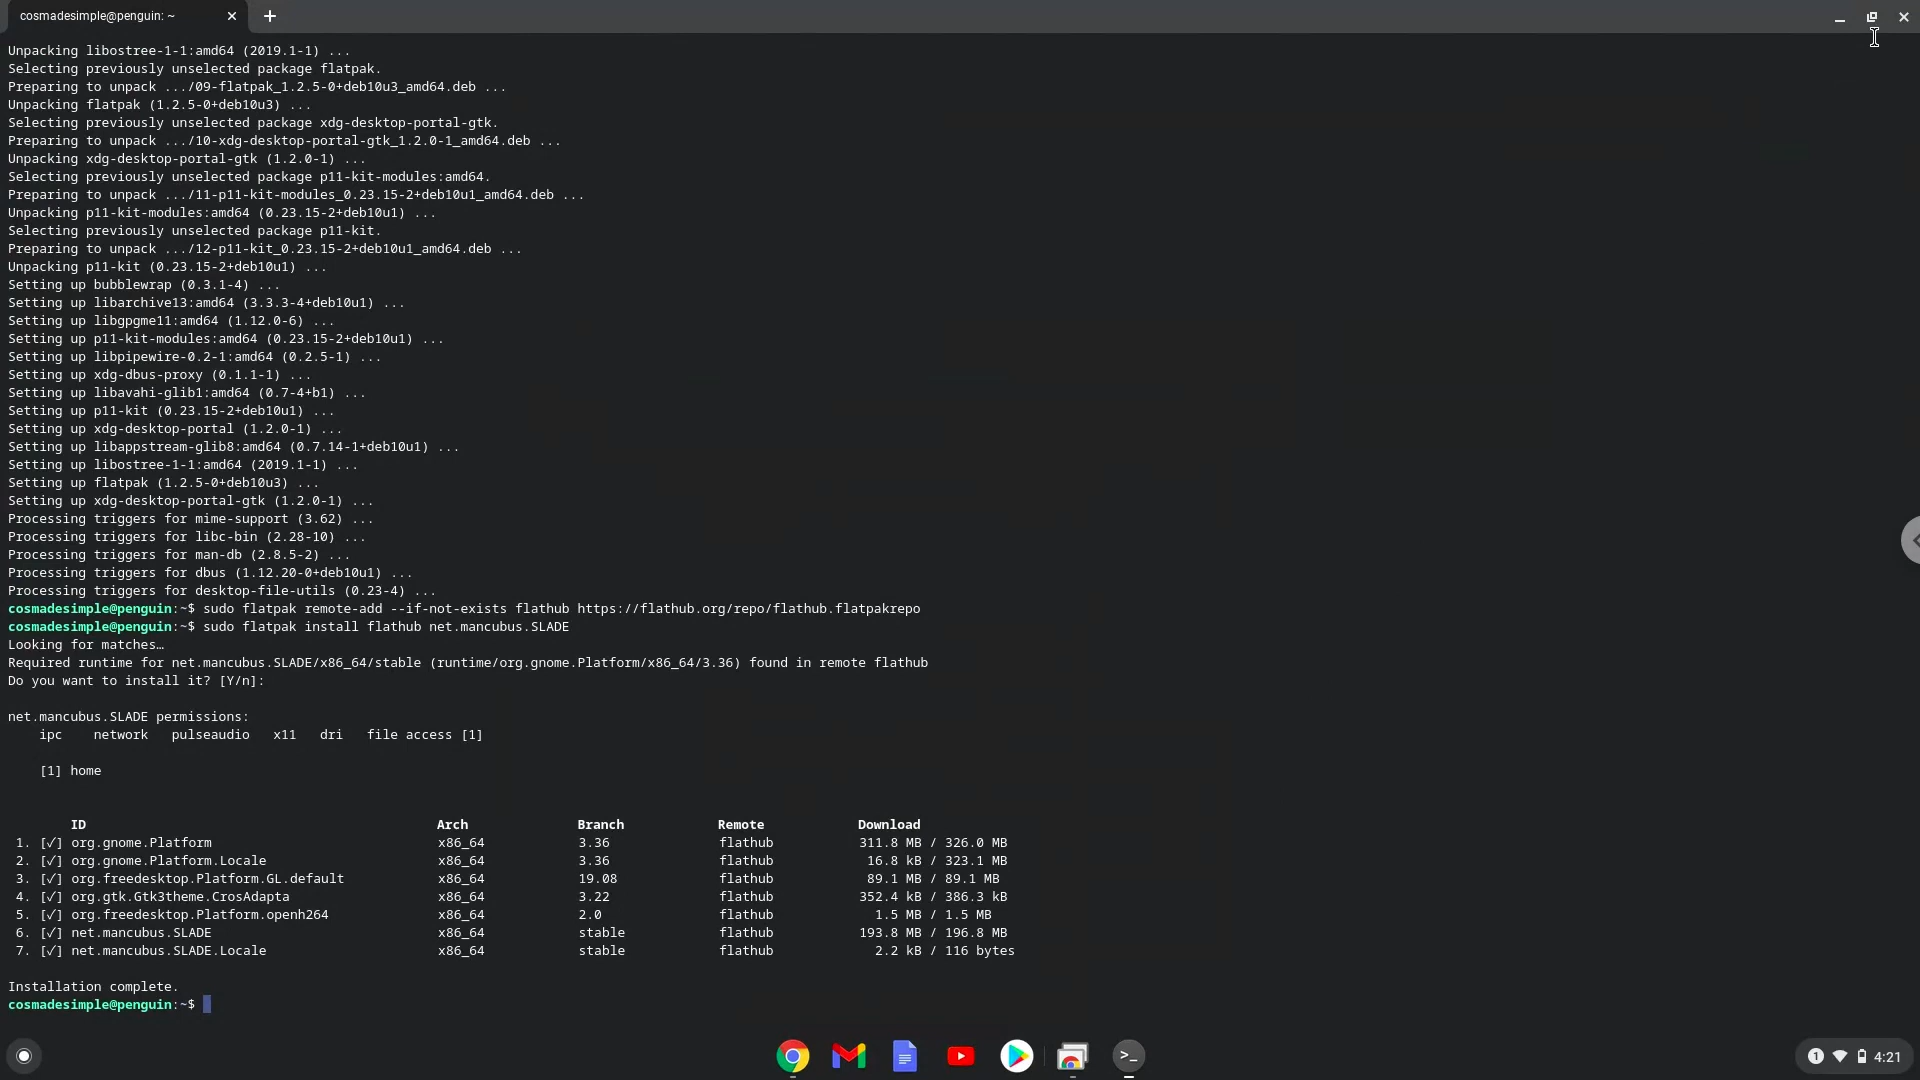 cosmadesimple@penguin: ~
Unpacking libostree-1-1:amd64 (2019.1-1) ...
Selecting previously unselected package flatpak.
Preparing to unpack .../09-flatpak_1.2.5-0+deb10u3_amd64.deb ...
Unpacking flatpak (1.2.5-0+deb10u3) ...
Selecting previously unselected package xdg-desktop-portal-gtk.
Preparing to unpack .../10-xdg-desktop-portal-gtk_1.2.0-1_amd64.deb ...
Unpacking xdg-desktop-portal-gtk (1.2.0-1) ...
Selecting previously unselected package p11-kit-modules:amd64.
Preparing to unpack .../11-p11-kit-modules_0.23.15-2+deb10u1_amd64.deb ...
Unpacking p11-kit-modules:amd64 (0.23.15-2+deb10u1) ...
Selecting previously unselected package p11-kit.
Preparing to unpack .../12-p11-kit_0.23.15-2+deb10u1_amd64.deb ...
Unpacking p11-kit (0.23.15-2+deb10u1) ...
Setting up bubblewrap (0.3.1-4) ...
Setting up libarchive13:amd64 (3.3.3-4+deb10u1) ...
Setting up libgpgme11:amd64 (1.12.0-6) ...
Setting up p11-kit-modules:amd64 (0.23.15-2+deb10u1) ...
Setting up libpipewire-0.2-1:amd64 (0.2.5-1) ...
Setting up xdg-dbus-proxy (0.1.1-1) ...
Setting up libavahi-glib1:amd64 (0.7-4+b1) ...
Setting up p11-kit (0.23.15-2+deb10u1) ...
Setting up xdg-desktop-portal (1.2.0-1) ...
Setting up libappstream-glib8:amd64 (0.7.14-1+deb10u1) ...
Setting up libostree-1-1:amd64 (2019.1-1) ...
Setting up flatpak (1.2.5-0+deb10u3) ...
Setting up xdg-desktop-portal-gtk (1.2.0-1) ...
Processing triggers for mime-support (3.62) ...
Processing triggers for libc-bin (2.28-10) ...
Processing triggers for man-db (2.8.5-2) ...
Processing triggers for dbus (1.12.20-0+deb10u1) ...
Processing triggers for desktop-file-utils (0.23-4) ...
cosmadesimple@penguin:~$ sudo flatpak remote-add --if-not-exists flathub https://flathub.org/repo/flathub.flatpakrepo
cosmadesimple@penguin:~$ sudo flatpak install flathub net.mancubus.SLADE
Looking for matches…
Required runtime for net.mancubus.SLADE/x86_64/stable (runtime/org.gnome.Platform/x86_64/3.36) found in remote flathub
Do you want to install it? [Y/n]:
net.mancubus.SLADE permissions:
ipc network pulseaudio x11 dri file access [1]
[1] home
ID Arch Branch Remote Download
1. [✓] org.gnome.Platform x86_64 3.36 flathub 311.8 MB / 326.0 MB
2. [✓] org.gnome.Platform.Locale x86_64 3.36 flathub 16.8 kB / 323.1 MB
3. [✓] org.freedesktop.Platform.GL.default x86_64 19.08 flathub 89.1 MB / 89.1 MB
4. [✓] org.gtk.Gtk3theme.CrosAdapta x86_64 3.22 flathub 352.4 kB / 386.3 kB
5. [✓] org.freedesktop.Platform.openh264 x86_64 2.0 flathub 1.5 MB / 1.5 MB
6. [✓] net.mancubus.SLADE x86_64 stable flathub 193.8 MB / 196.8 MB
7. [✓] net.mancubus.SLADE.Locale x86_64 stable flathub 2.2 kB / 116 bytes
Installation complete.
cosmadesimple@penguin:~$
>_
1 4:21